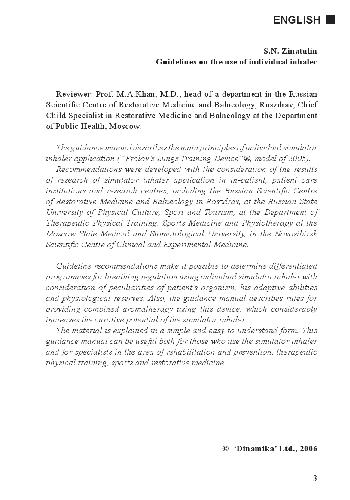 ENGLISH
S.N. Zinatulin
Guidelines on the use of individual inhaler
Reviewer: Prof. M.A.Khan, M.D., head of a department in the Russian
Scientific Centre of Restorative Medicine and Balneology, Roszdrav, Chief
Child Specialist in Restorative Medicine and Balneology at the Department
of Public Health, Moscow.
The guidance manual describes the main principles of individual simulator
inhaler application ("Frolov's Lungs Training Device"®, model of 2003).
Recommendations were developed with the consideration of the results
of research of simulator inhaler application in in-patient, patient care
institutions and research centres, including the Russian Scientific Centre
of Restorative Medicine and Balneology in Roszdrav, at the Russian State
University of Physical Culture, Sport and Tourism, at the Department of
Therapeutic Physical Training, Sports Medicine and Physiotherapy at the
Moscow State Medical and Stomatological University, in the Novosibirsk
Scientific Centre of Clinical and Experimental Medicine.
Guideline recommendations make it possible to determine differentiated
programmes for breathing regulation using individual simulator inhaler with
consideration of peculiarities of patient's organism, his adaptive abilities
and physiological reserves. Also, the guidance manual describes rules for
providing combined aromatherapy using this device, which considerably
increases the curative potential of the simulator inhaler.
The material is explained in a simple and easy to understand form. This
guidance manual can be useful both for those who use the simulator inhaler
and for specialists in the area of rehabilitation and prevention, therapeutic
physical training, sports and restorative medicine.
© "Dinamika" Ltd., 2006
3